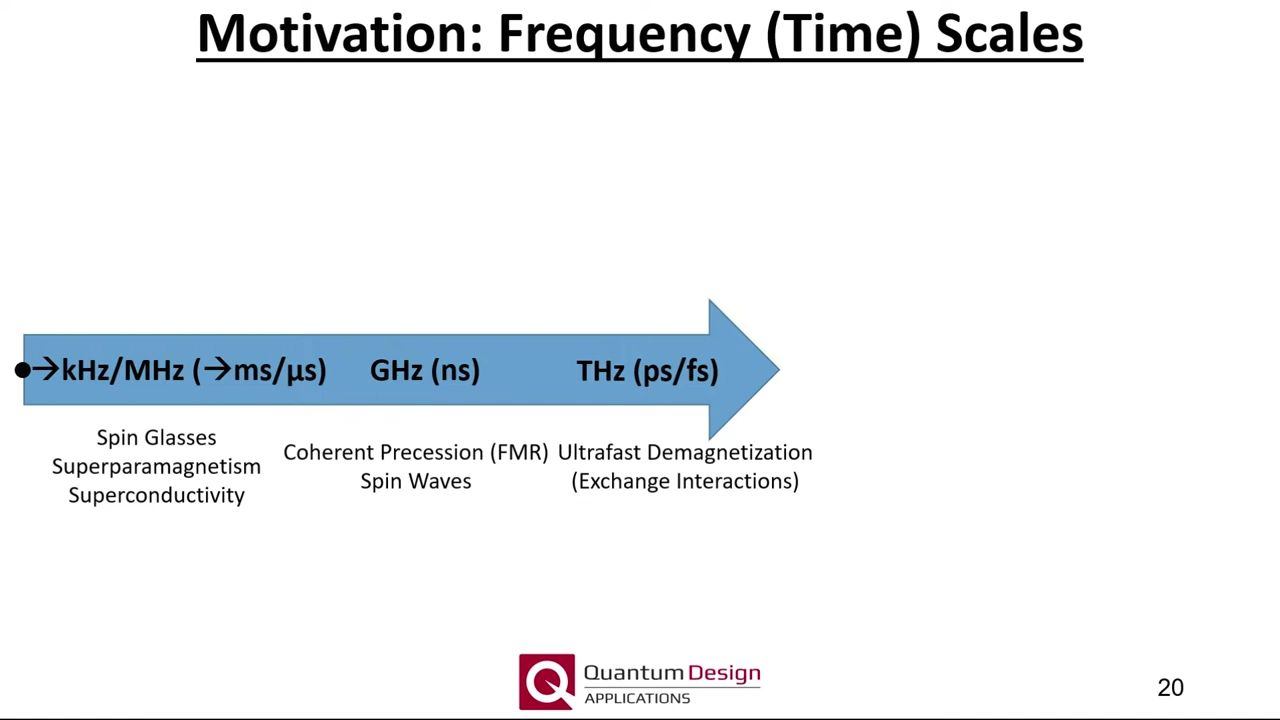 Motivation: Frequency (Time) Scales
•→kHz/MHz (→ms/µs) GHz (ns) THz (ps/fs)
Spin Glasses
Superparamagnetism
Superconductivity
Coherent Precession (FMR)
Spin Waves
Ultrafast Demagnetization
(Exchange Interactions)
Quantum Design
APPLICATIONS
20